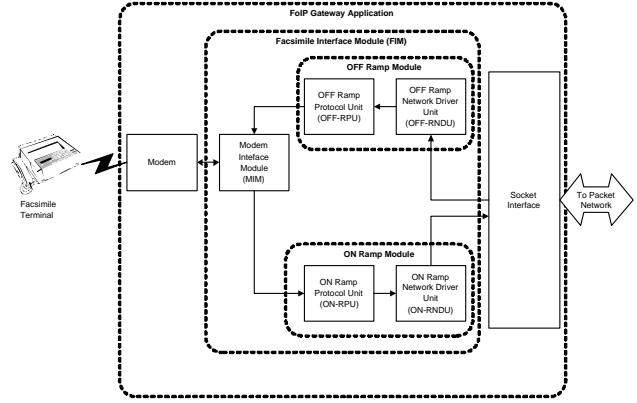 FoIP Gateway Application
Facsimile Interface Module (FIM)
OFF Ramp Module
OFF Ramp
Protocol Unit
(OFF-RPU)
OFF Ramp
Network Driver
Unit
(OFF-RNDU)
Modem
Modem
Inteface
Module
(MIM)
Socket
Interface
To Packet
Network
Facsimile
Terminal
ON Ramp Module
ON Ramp
Protocol Unit
(ON-RPU)
ON Ramp
Network Driver
Unit
(ON-RNDU)